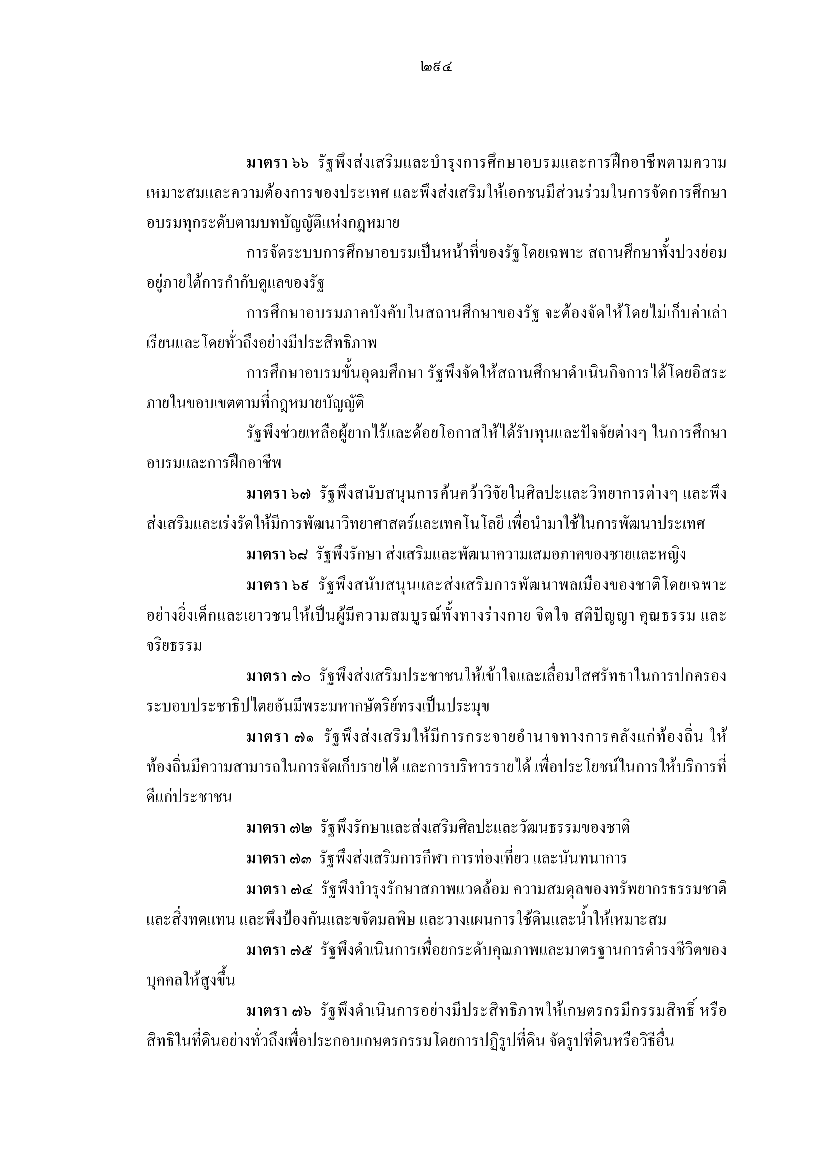 ๒๙๔
มาตรา ๖๖ รัฐพึงส่งเสริมและบำรุงการศึกษาอบรมและการฝึกอาชีพตามความ
เหมาะสมและความต้องการของประเทศ และพึงส่งเสริมให้เอกชนมีส่วนร่วมในการจัดการศึกษา
อบรมทุกระดับตามบทบัญญัติแห่งกฎหมาย
การจัดระบบการศึกษาอบรมเป็นหน้าที่ของรัฐโดยเฉพาะ สถานศึกษาทั้งปวงย่อม
อยู่ภายใต้การกำกับดูแลของรัฐ
การศึกษาอบรมภาคบังคับในสถานศึกษาของรัฐ จะต้องจัดให้โดยไม่เก็บค่าเล่า
เรียนและโดยทั่วถึงอย่างมีประสิทธิภาพ
การศึกษาอบรมขั้นอุดมศึกษา รัฐพึงจัดให้สถานศึกษาดำเนินกิจการได้โดยอิสระ
ภายในขอบเขตตามที่กฎหมายบัญญัติ
รัฐพึงช่วยเหลือผู้ยากไร้และด้อยโอกาสให้ได้รับทุนและปัจจัยต่างๆ ในการศึกษา
อบรมและการฝึกอาชีพ
มาตรา ๖๗ รัฐพึงสนับสนุนการค้นคว้าวิจัยในศิลปะและวิทยาการต่างๆ และพึง
ส่งเสริมและเร่งรัดให้มีการพัฒนาวิทยาศาสตร์และเทคโนโลยี เพื่อนำมาใช้ในการพัฒนาประเทศ
มาตรา ๖๘ รัฐพึงรักษา ส่งเสริมและพัฒนาความเสมอภาคของชายและหญิง
มาตรา ๖๙ รัฐพึงสนับสนุนและส่งเสริมการพัฒนาพลเมืองของชาติโดยเฉพาะ
อย่างยิ่งเด็กและเยาวชนให้เป็นผู้มีความสมบูรณ์ทั้งทางร่างกาย จิตใจ สติปัญญา คุณธรรม และ
จริยธรรม
มาตรา ๗๐ รัฐพึงส่งเสริมประชาชนให้เข้าใจและเลื่อมใสศรัทธาในการปกครอง
ระบอบประชาธิปไตยอันมีพระมหากษัตริย์ทรงเป็นประมุข
มาตรา ๗๑ รัฐพึงส่งเสริมให้มีการกระจายอำนาจทางการคลังแก่ท้องถิ่น ให้
ท้องถิ่นมีความสามารถในการจัดเก็บรายได้ และการบริหารรายได้ เพื่อประโยชน์ในการให้บริการที่
ดีแก่ประชาชน
มาตรา ๗๒ รัฐพึงรักษาและส่งเสริมศิลปะและวัฒนธรรมของชาติ
มาตรา ๗๓ รัฐพึงส่งเสริมการกีฬา การท่องเที่ยว และนันทนาการ
มาตรา ๗๔ รัฐพึงบำรุงรักษาสภาพแวดล้อม ความสมดุลของทรัพยากรธรรมชาติ
และสิ่งทดแทน และพึงป้องกันและขจัดมลพิษ และวางแผนการใช้ดินและน้ำให้เหมาะสม
มาตรา ๗๕ รัฐพึงดำเนินการเพื่อยกระดับคุณภาพและมาตรฐานการดำรงชีวิตของ
บุคคลให้สูงขึ้น
มาตรา ๗๖ รัฐพึงดำเนินการอย่างมีประสิทธิภาพให้เกษตรกรมีกรรมสิทธิ์ หรือ
สิทธิในที่ดินอย่างทั่วถึงเพื่อประกอบเกษตรกรรมโดยการปฏิรูปที่ดิน จัดรูปที่ดินหรือวิธีอื่น